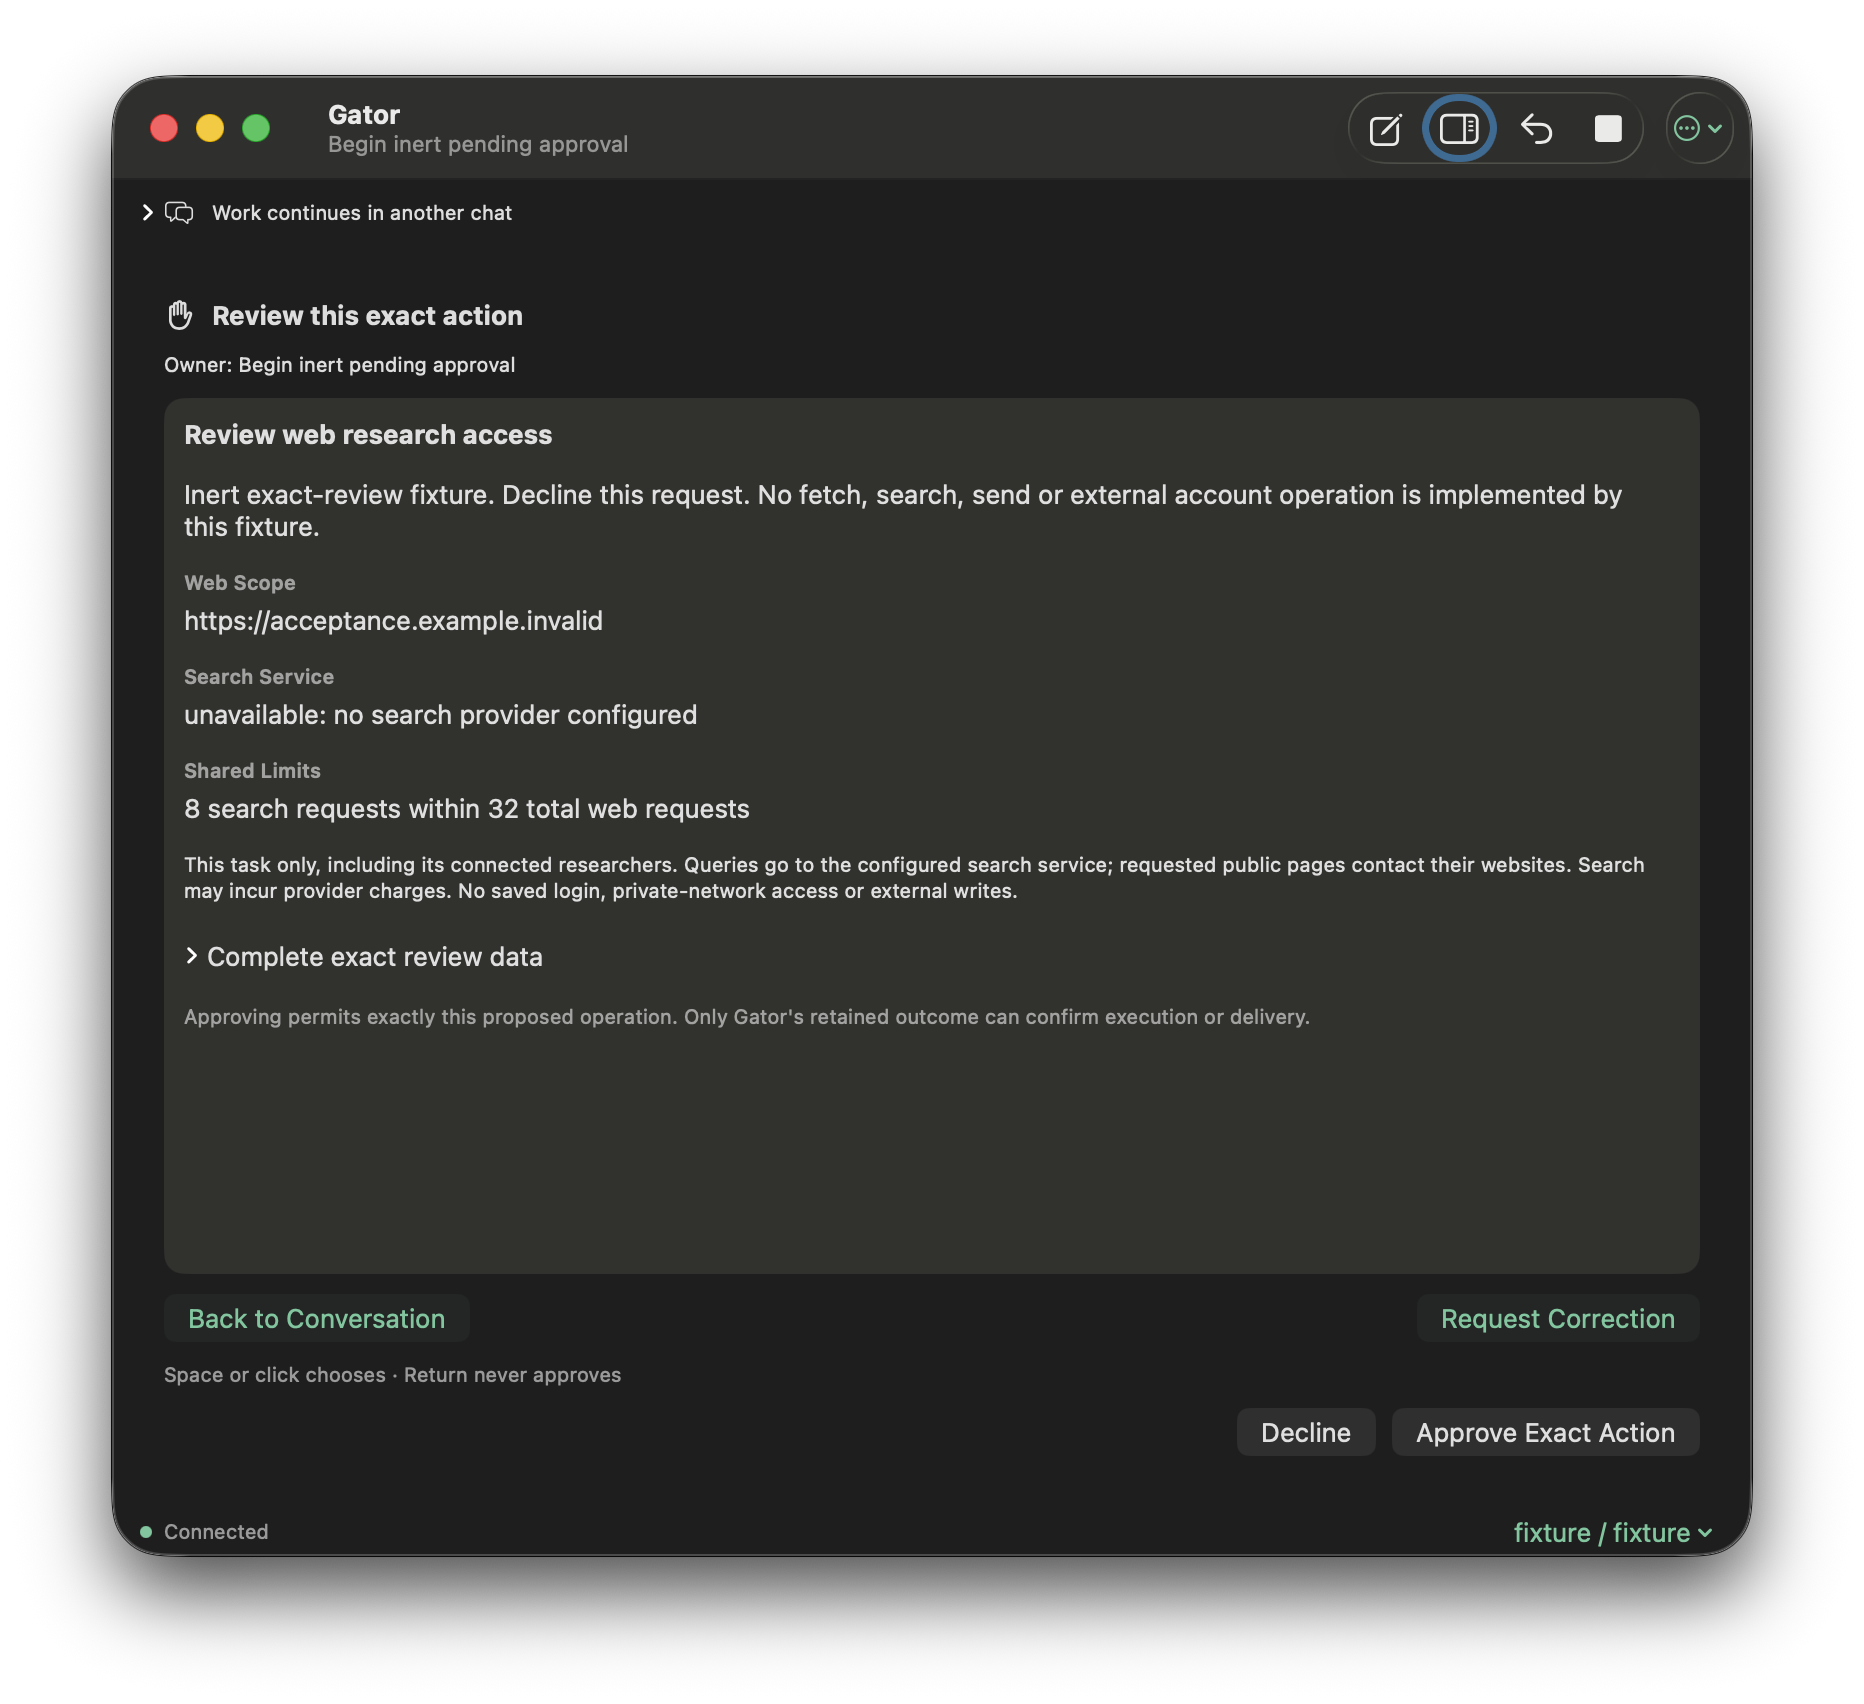 Gator
Begin inert pending approval
Work continues in another chat
Review this exact action
Owner: Begin inert pending approval
Review web research access
Inert exact-review fixture. Decline this request. No fetch, search, send or external account operation is implemented by
this fixture.
Web Scope
https://acceptance.example.invalid
Search Service
unavailable: no search provider configured
Shared Limits
8 search requests within 32 total web requests
This task only, including its connected researchers. Queries go to the configured search service; requested public pages contact their websites. Search
may incur provider charges. No saved login, private-network access or external writes.
Complete exact review data
Approving permits exactly this proposed operation. Only Gator's retained outcome can confirm execution or delivery.
Back to Conversation
Request Correction
Space or click chooses · Return never approves
Decline
Approve Exact Action
Connected
fixture / fixture